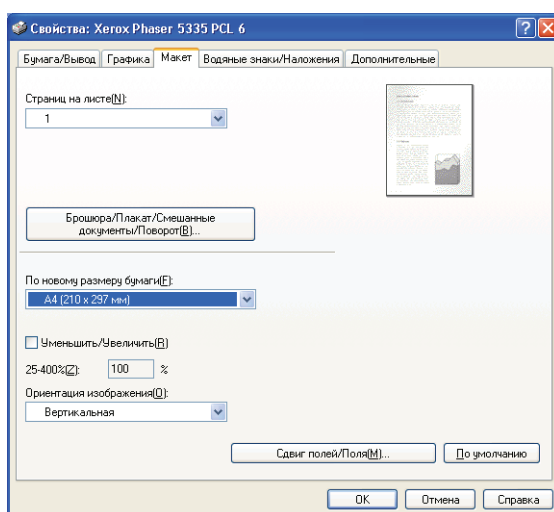 Свойства: Xerox Phaser 5335 PCL 6
Бумага/Вывод Графика Макет Водяные знаки/Наложения Дополнительные
Страниц на листе(N):
1
Брошюра/Плакат/Смешанные
документы/Поворот(B)...
По новому размеру бумаги(F):
A4 (210 x 297 мм)
Уменьшить/Увеличить(R)
25-400%(Z): 100 %
Ориентация изображения(O):
Вертикальная
Сдвиг полей/Поля(M)... По умолчанию
OK Отмена Справка